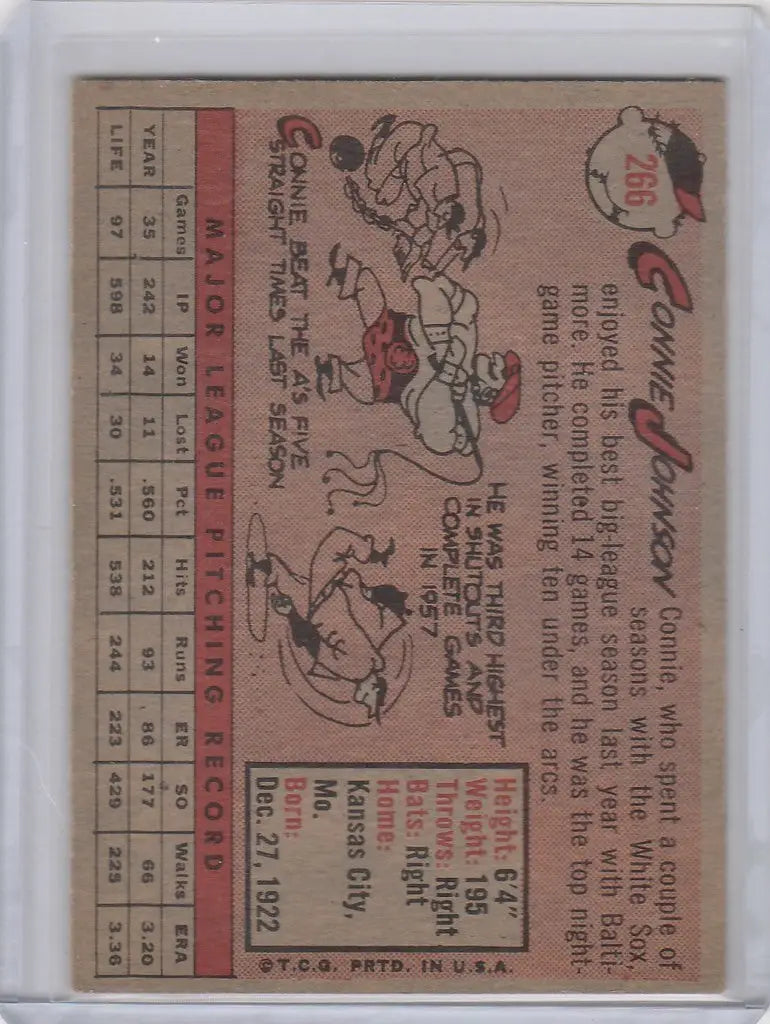 266
CONNIE JOHNSON Connie, who spent a couple of
seasons with the White Sox,
enjoyed his best big-league season last year with Balti-
more. He completed 14 games, and he was the top night-
game pitcher, winning ten under the arcs.
CONNIE BEAT THE A'S FIVE
STRAIGHT TIMES LAST SEASON
HE WAS THIRD HIGHEST
IN SHUTOUTS AND
COMPLETE GAMES
IN 1957
Height: 6'4"
Weight: 195
Throws: Right
Bats: Right
Home:
Kansas City,
Mo.
Born:
Dec. 27, 1922
MAJOR LEAGUE PITCHING RECORD
Games IP Won Lost Pct Hits Runs ER SO Walks ERA
YEAR 35 242 14 11 .560 212 93 86 177 66 3.20
LIFE 97 598 34 30 .531 538 244 223 429 225 3.36
©T.C.G. PRTD. IN U.S.A.